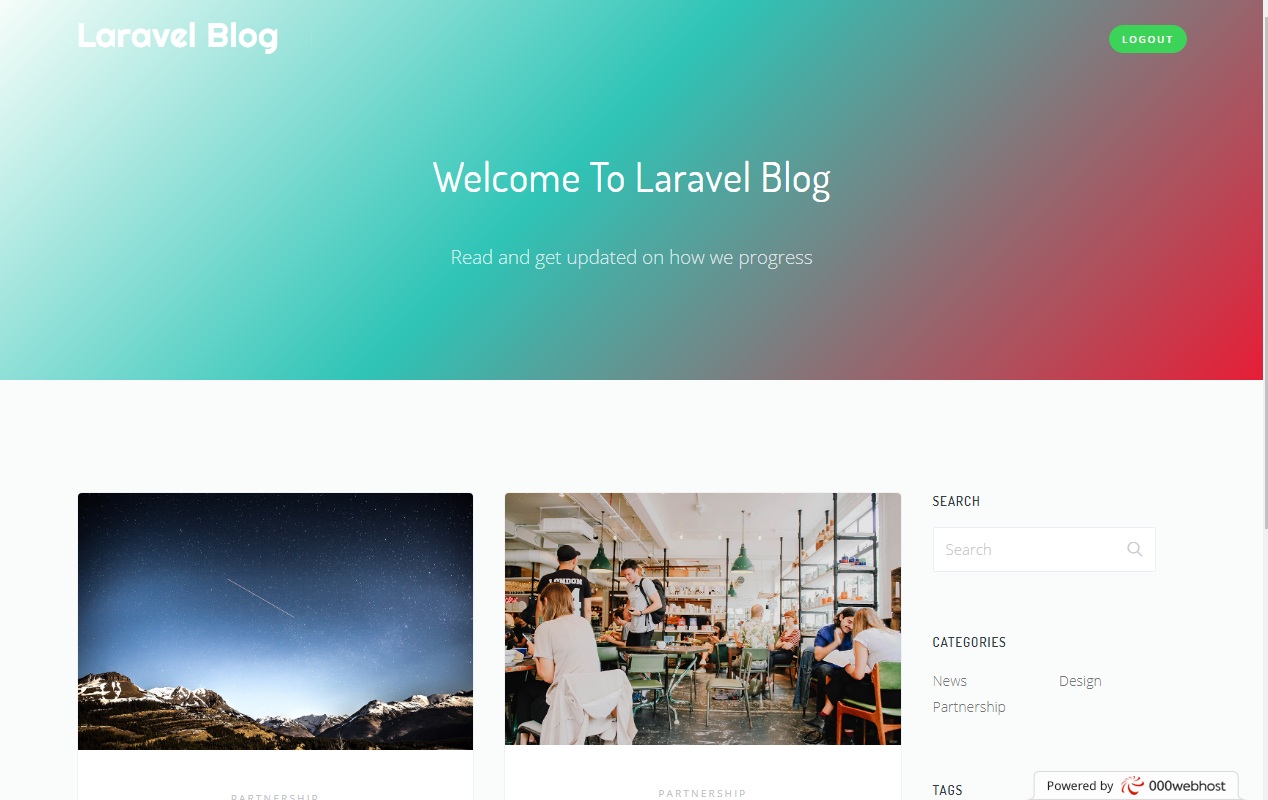 Laravel Blog
LOGOUT
Welcome To Laravel Blog
Read and get updated on how we progress
LONDON
PARTNERSHIP
PARTNERSHIP
SEARCH
Search
CATEGORIES
News
Design
Partnership
TAGS
Powered by 000webhost